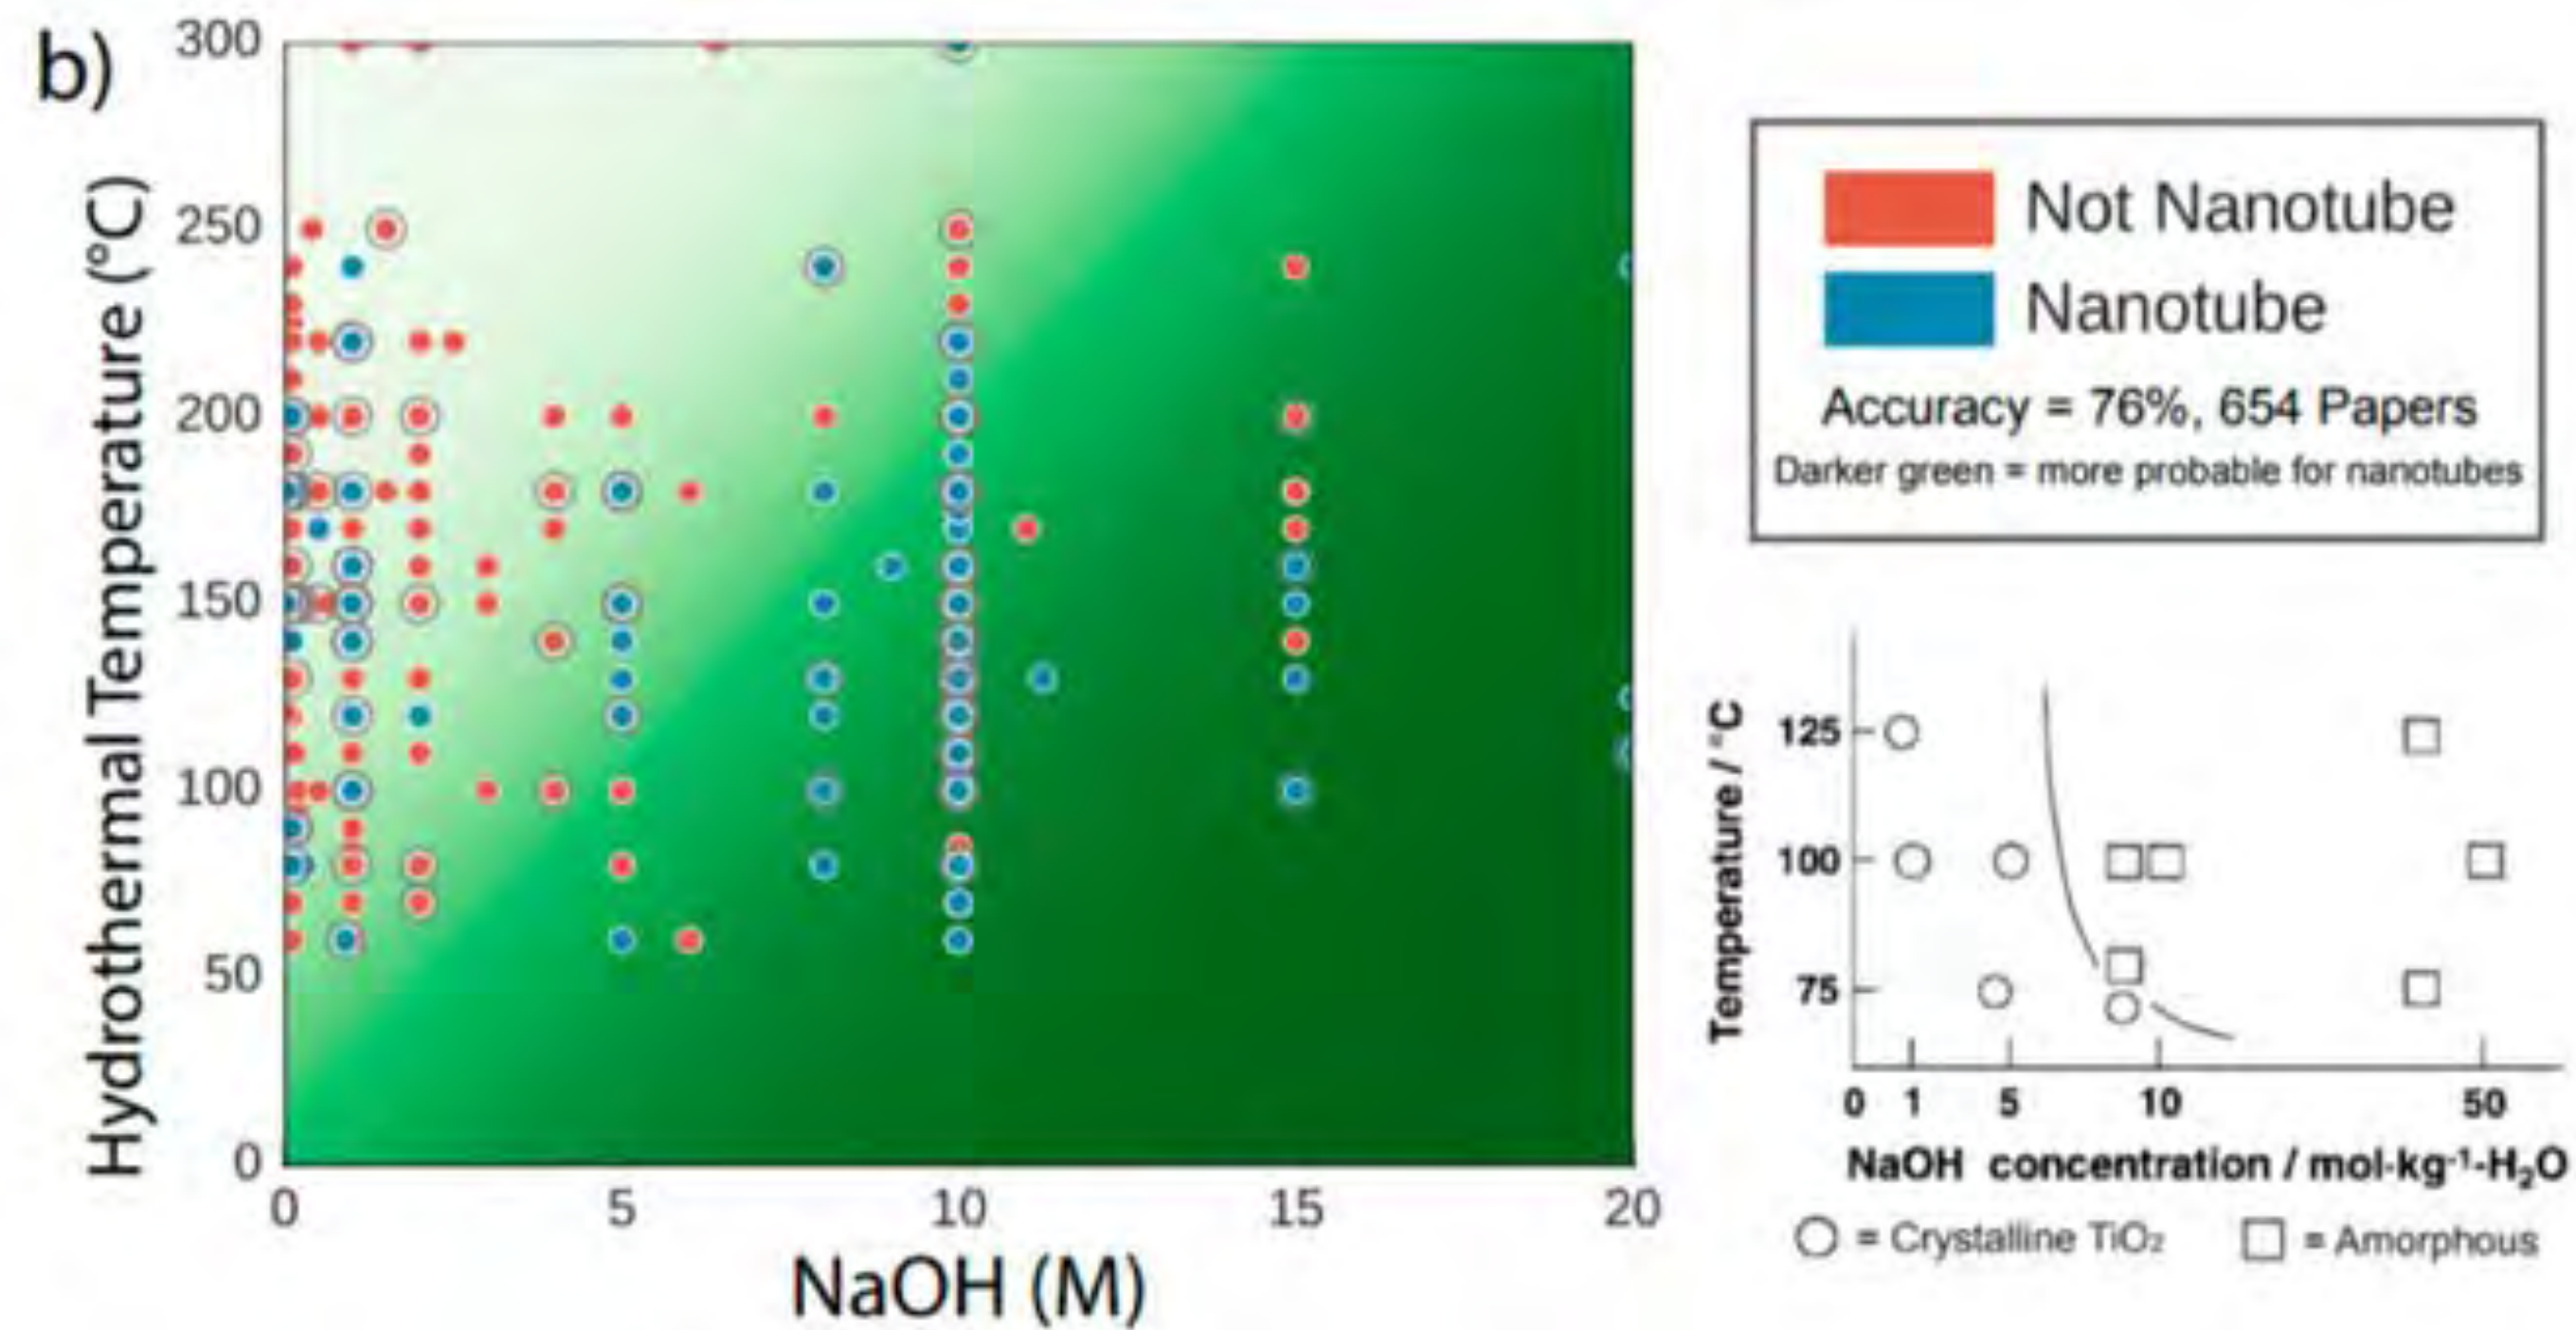 b)
300
250
200
150
100
50
0
Hydrothermal Temperature (°C)
0 5 10 15 20
NaOH (M)
Not Nanotube
Nanotube
Accuracy = 76%, 654 Papers
Darker green = more probable for nanotubes
Temperature / °C
125
100
75
0 1 5 10 50
NaOH concentration / mol·kg⁻¹-H₂O
= Crystalline TiO₂ = Amorphous